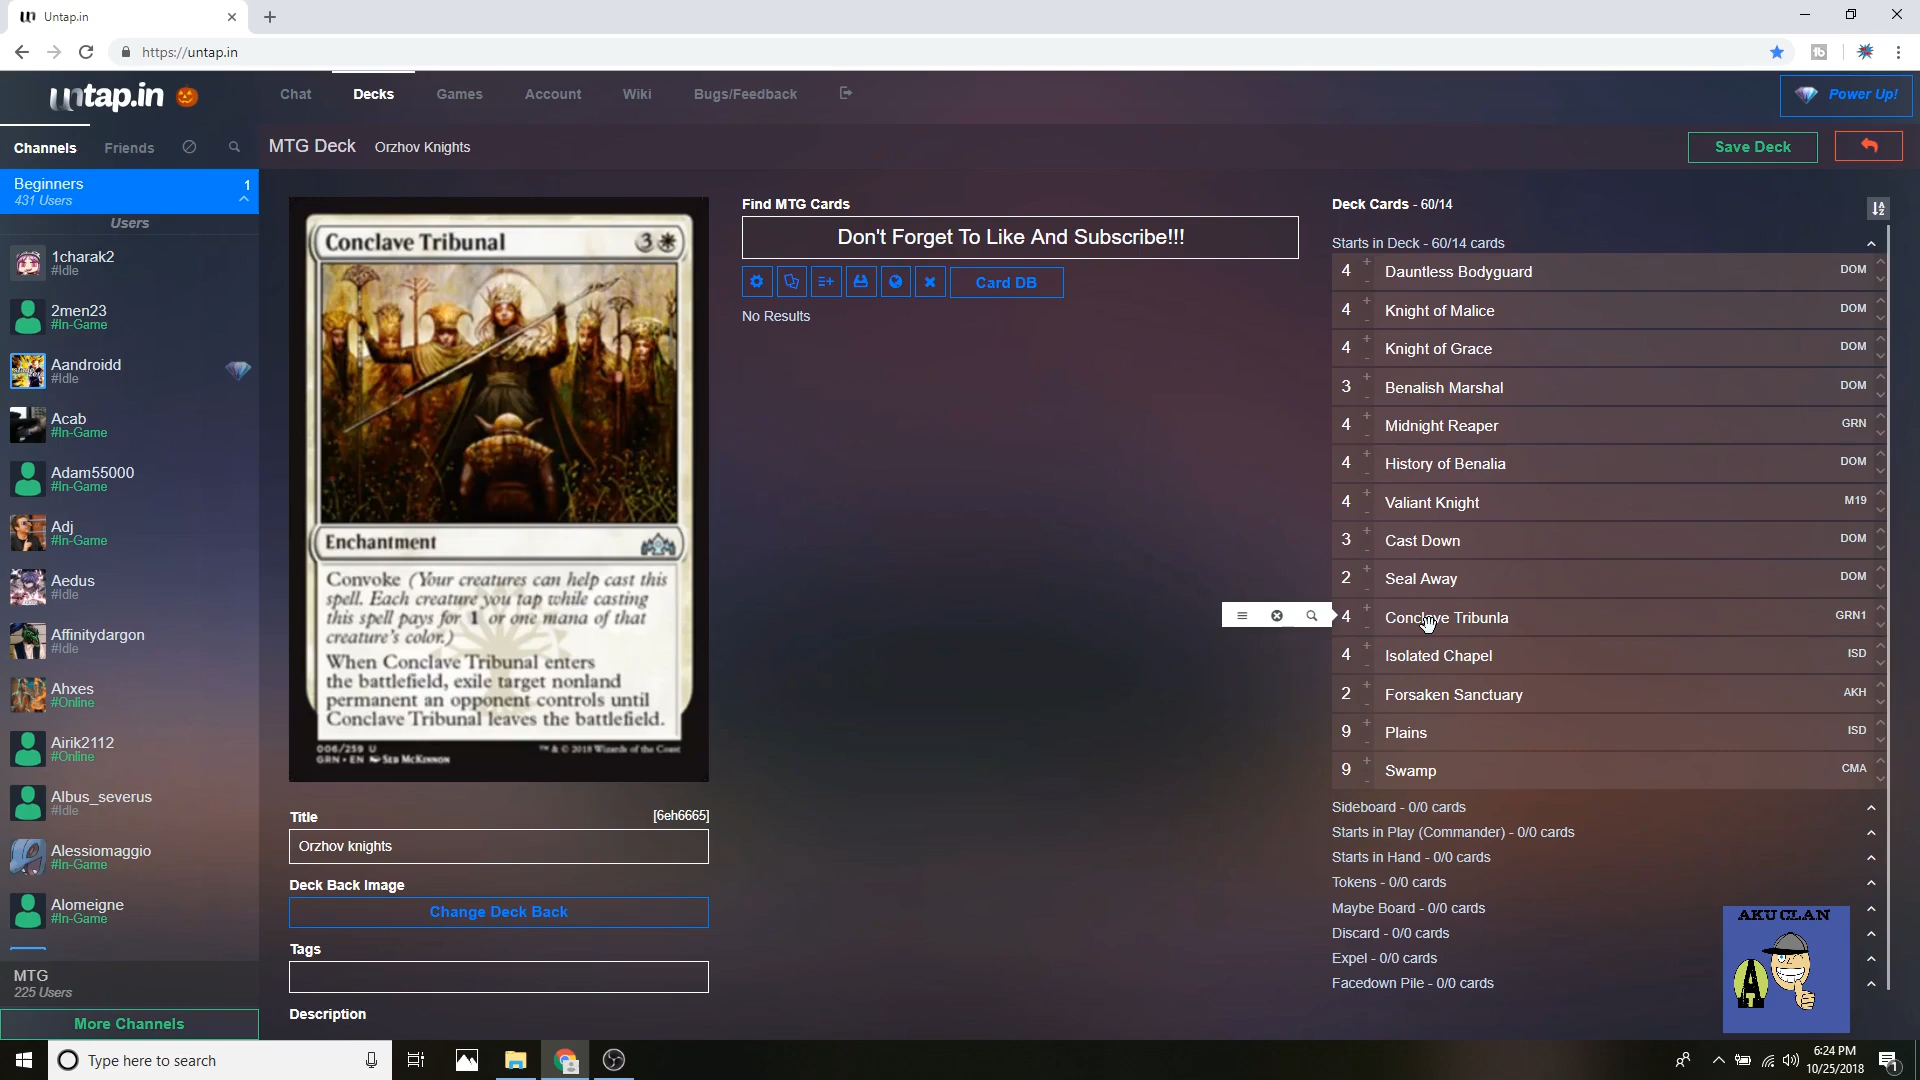 Untap.in
https://untap.in
untap.in
Chat
Decks
Games
Account
Wiki
Bugs/Feedback
Power Up!
Channels
Friends
MTG Deck
Orzhov Knights
Save Deck
Beginners
1
431 Users
Users
1charak2
#Idle
2men23
#In-Game
Aandroidd
#Idle
Acab
#In-Game
Adam55000
#In-Game
Adj
#In-Game
Aedus
#Idle
Affinitydargon
#Idle
Ahxes
#Online
Airik2112
#Online
Albus_severus
#Idle
Alessiomaggio
#In-Game
Alomeigne
#In-Game
MTG
225 Users
More Channels
Conclave Tribunal
3
Enchantment
Convoke (Your creatures can help cast this
spell. Each creature you tap while casting
this spell pays for 1 or one mana of that
creature's color.)
When Conclave Tribunal enters
the battlefield, exile target nonland
permanent an opponent controls until
Conclave Tribunal leaves the battlefield.
006/259 U
GRN • EN Seb McKinnon
™ & © 2018 Wizards of the Coast
Title
[6eh6665]
Orzhov knights
Deck Back Image
Change Deck Back
Tags
Description
Find MTG Cards
Don't Forget To Like And Subscribe!!!
Card DB
No Results
Deck Cards - 60/14
Starts in Deck - 60/14 cards
4 Dauntless Bodyguard DOM
4 Knight of Malice DOM
4 Knight of Grace DOM
3 Benalish Marshal DOM
4 Midnight Reaper GRN
4 History of Benalia DOM
4 Valiant Knight M19
3 Cast Down DOM
2 Seal Away DOM
4 Conclave Tribunla GRN1
4 Isolated Chapel ISD
2 Forsaken Sanctuary AKH
9 Plains ISD
9 Swamp CMA
Sideboard - 0/0 cards
Starts in Play (Commander) - 0/0 cards
Starts in Hand - 0/0 cards
Tokens - 0/0 cards
Maybe Board - 0/0 cards
Discard - 0/0 cards
Expel - 0/0 cards
Facedown Pile - 0/0 cards
AKU CLAN
A
Type here to search
6:24 PM
10/25/2018
1